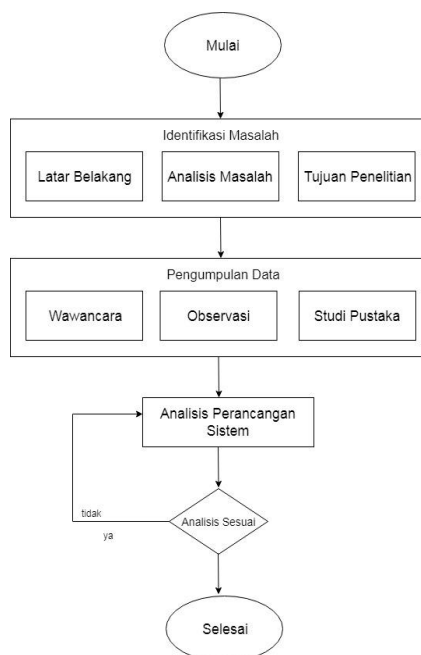 Mulai
Identifikasi Masalah
Latar Belakang
Analisis Masalah
Tujuan Penelitian
Pengumpulan Data
Wawancara
Observasi
Studi Pustaka
Analisis Perancangan
Sistem
Analisis Sesuai
tidak
ya
Selesai